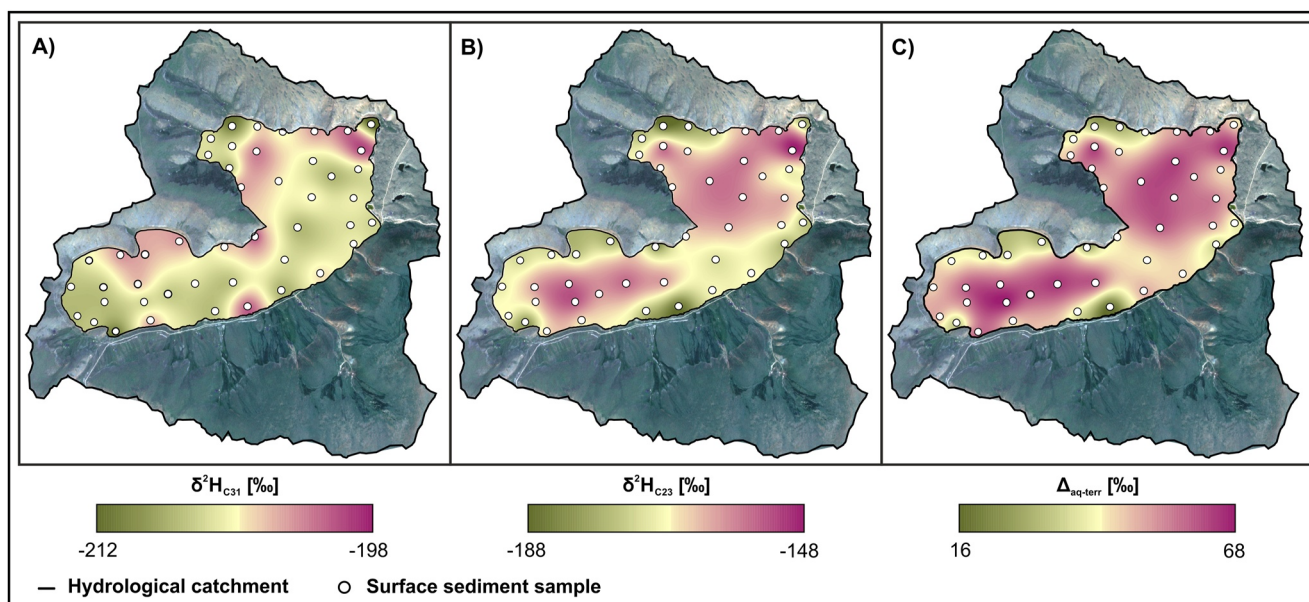 A)
B)
C)
δ²H_C31 [‰]
δ²H_C23 [‰]
Δ_aq-terr [‰]
-212
-198
-188
-148
16
68
Hydrological catchment
Surface sediment sample